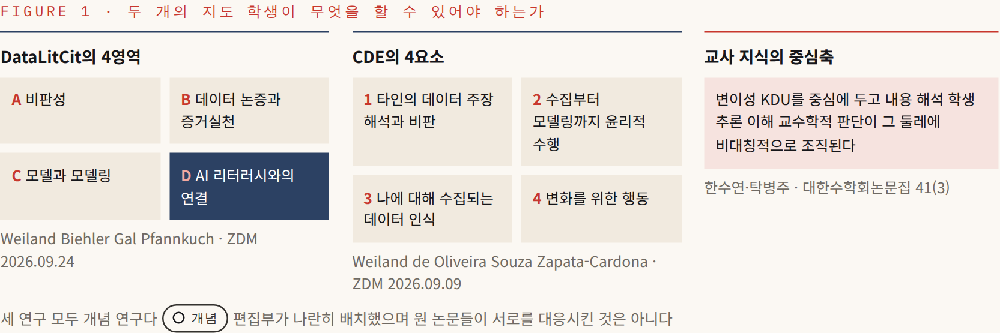 FIGURE 1 · 두 개의 지도 학생이 무엇을 할 수 있어야 하는가
DataLitCit의 4영역
A 비판성
B 데이터 논증과
증거실천
C 모델과 모델링
D AI 리터러시와의
연결
Weiland Biehler Gal Pfannkuch · ZDM
2026.09.24
CDE의 4요소
1 타인의 데이터 주장
해석과 비판
2 수집부터
모델링까지 윤리적
수행
3 나에 대해 수집되는
데이터 인식
4 변화를 위한 행동
Weiland de Oliveira Souza Zapata-Cardona ·
ZDM 2026.09.09
교사 지식의 중심축
변이성 KDU를 중심에 두고 내용 해석 학생
추론 이해 교수학적 판단이 그 둘레에
비대칭적으로 조직된다
한수연·탁병주 · 대한수학회논문집 41(3)
세 연구 모두 개념 연구다 개념 편집부가 나란히 배치했으며 원 논문들이 서로를 대응시킨 것은 아니다